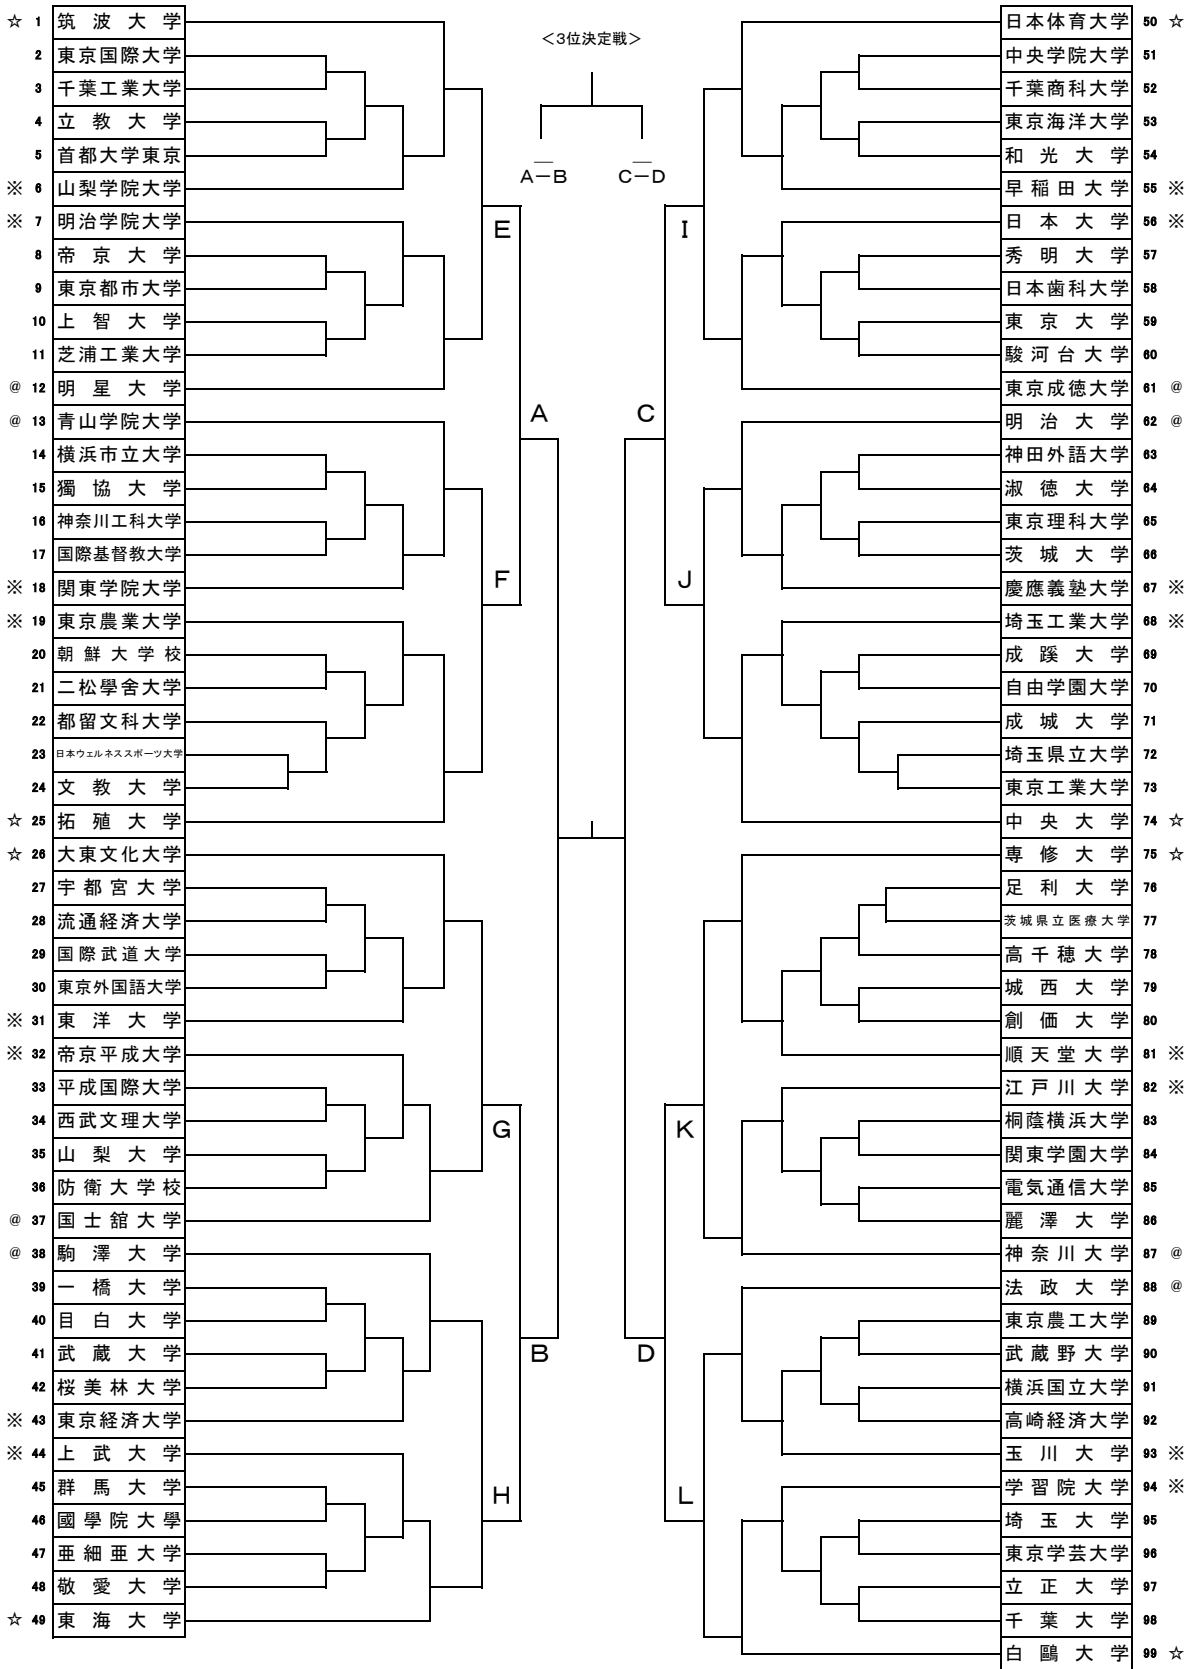 ☆ 1 筑波大学
2 東京国際大学
3 千葉工業大学
4 立教大学
5 首都大学東京
※ 6 山梨学院大学
※ 7 明治学院大学
8 帝京大学
9 東京都市大学
10 上智大学
11 芝浦工業大学
@ 12 明星大学
@ 13 青山学院大学
14 横浜市立大学
15 獨協大学
16 神奈川工科大学
17 国際基督教大学
※ 18 関東学院大学
※ 19 東京農業大学
20 朝鮮大学校
21 二松學舍大学
22 都留文科大学
23 日本ウェルネススポーツ大学
24 文教大学
☆ 25 拓殖大学
☆ 26 大東文化大学
27 宇都宮大学
28 流通経済大学
29 国際武道大学
30 東京外国語大学
※ 31 東洋大学
※ 32 帝京平成大学
33 平成国際大学
34 西武文理大学
35 山梨大学
36 防衛大学校
@ 37 国士舘大学
@ 38 駒澤大学
39 一橋大学
40 目白大学
41 武蔵大学
42 桜美林大学
※ 43 東京経済大学
※ 44 上武大学
45 群馬大学
46 國學院大學
47 亜細亜大学
48 敬愛大学
☆ 49 東海大学
E
F
G
H
A
B
<3位決定戦>
A－B
C－D
C
D
I
J
K
L
日本体育大学 50 ☆
中央学院大学 51
千葉商科大学 52
東京海洋大学 53
和光大学 54
早稲田大学 55 ※
日本大学 56 ※
秀明大学 57
日本歯科大学 58
東京大学 59
駿河台大学 60
東京成徳大学 61 @
明治大学 62 @
神田外語大学 63
淑徳大学 64
東京理科大学 65
茨城大学 66
慶應義塾大学 67 ※
埼玉工業大学 68 ※
成蹊大学 69
自由学園大学 70
成城大学 71
埼玉県立大学 72
東京工業大学 73
中央大学 74 ☆
専修大学 75 ☆
足利大学 76
茨城県立医療大学 77
高千穂大学 78
城西大学 79
創価大学 80
順天堂大学 81 ※
江戸川大学 82 ※
桐蔭横浜大学 83
関東学園大学 84
電気通信大学 85
麗澤大学 86
神奈川大学 87 @
法政大学 88 @
東京農工大学 89
武蔵野大学 90
横浜国立大学 91
高崎経済大学 92
玉川大学 93 ※
学習院大学 94 ※
埼玉大学 95
東京学芸大学 96
立正大学 97
千葉大学 98
白鷗大学 99 ☆